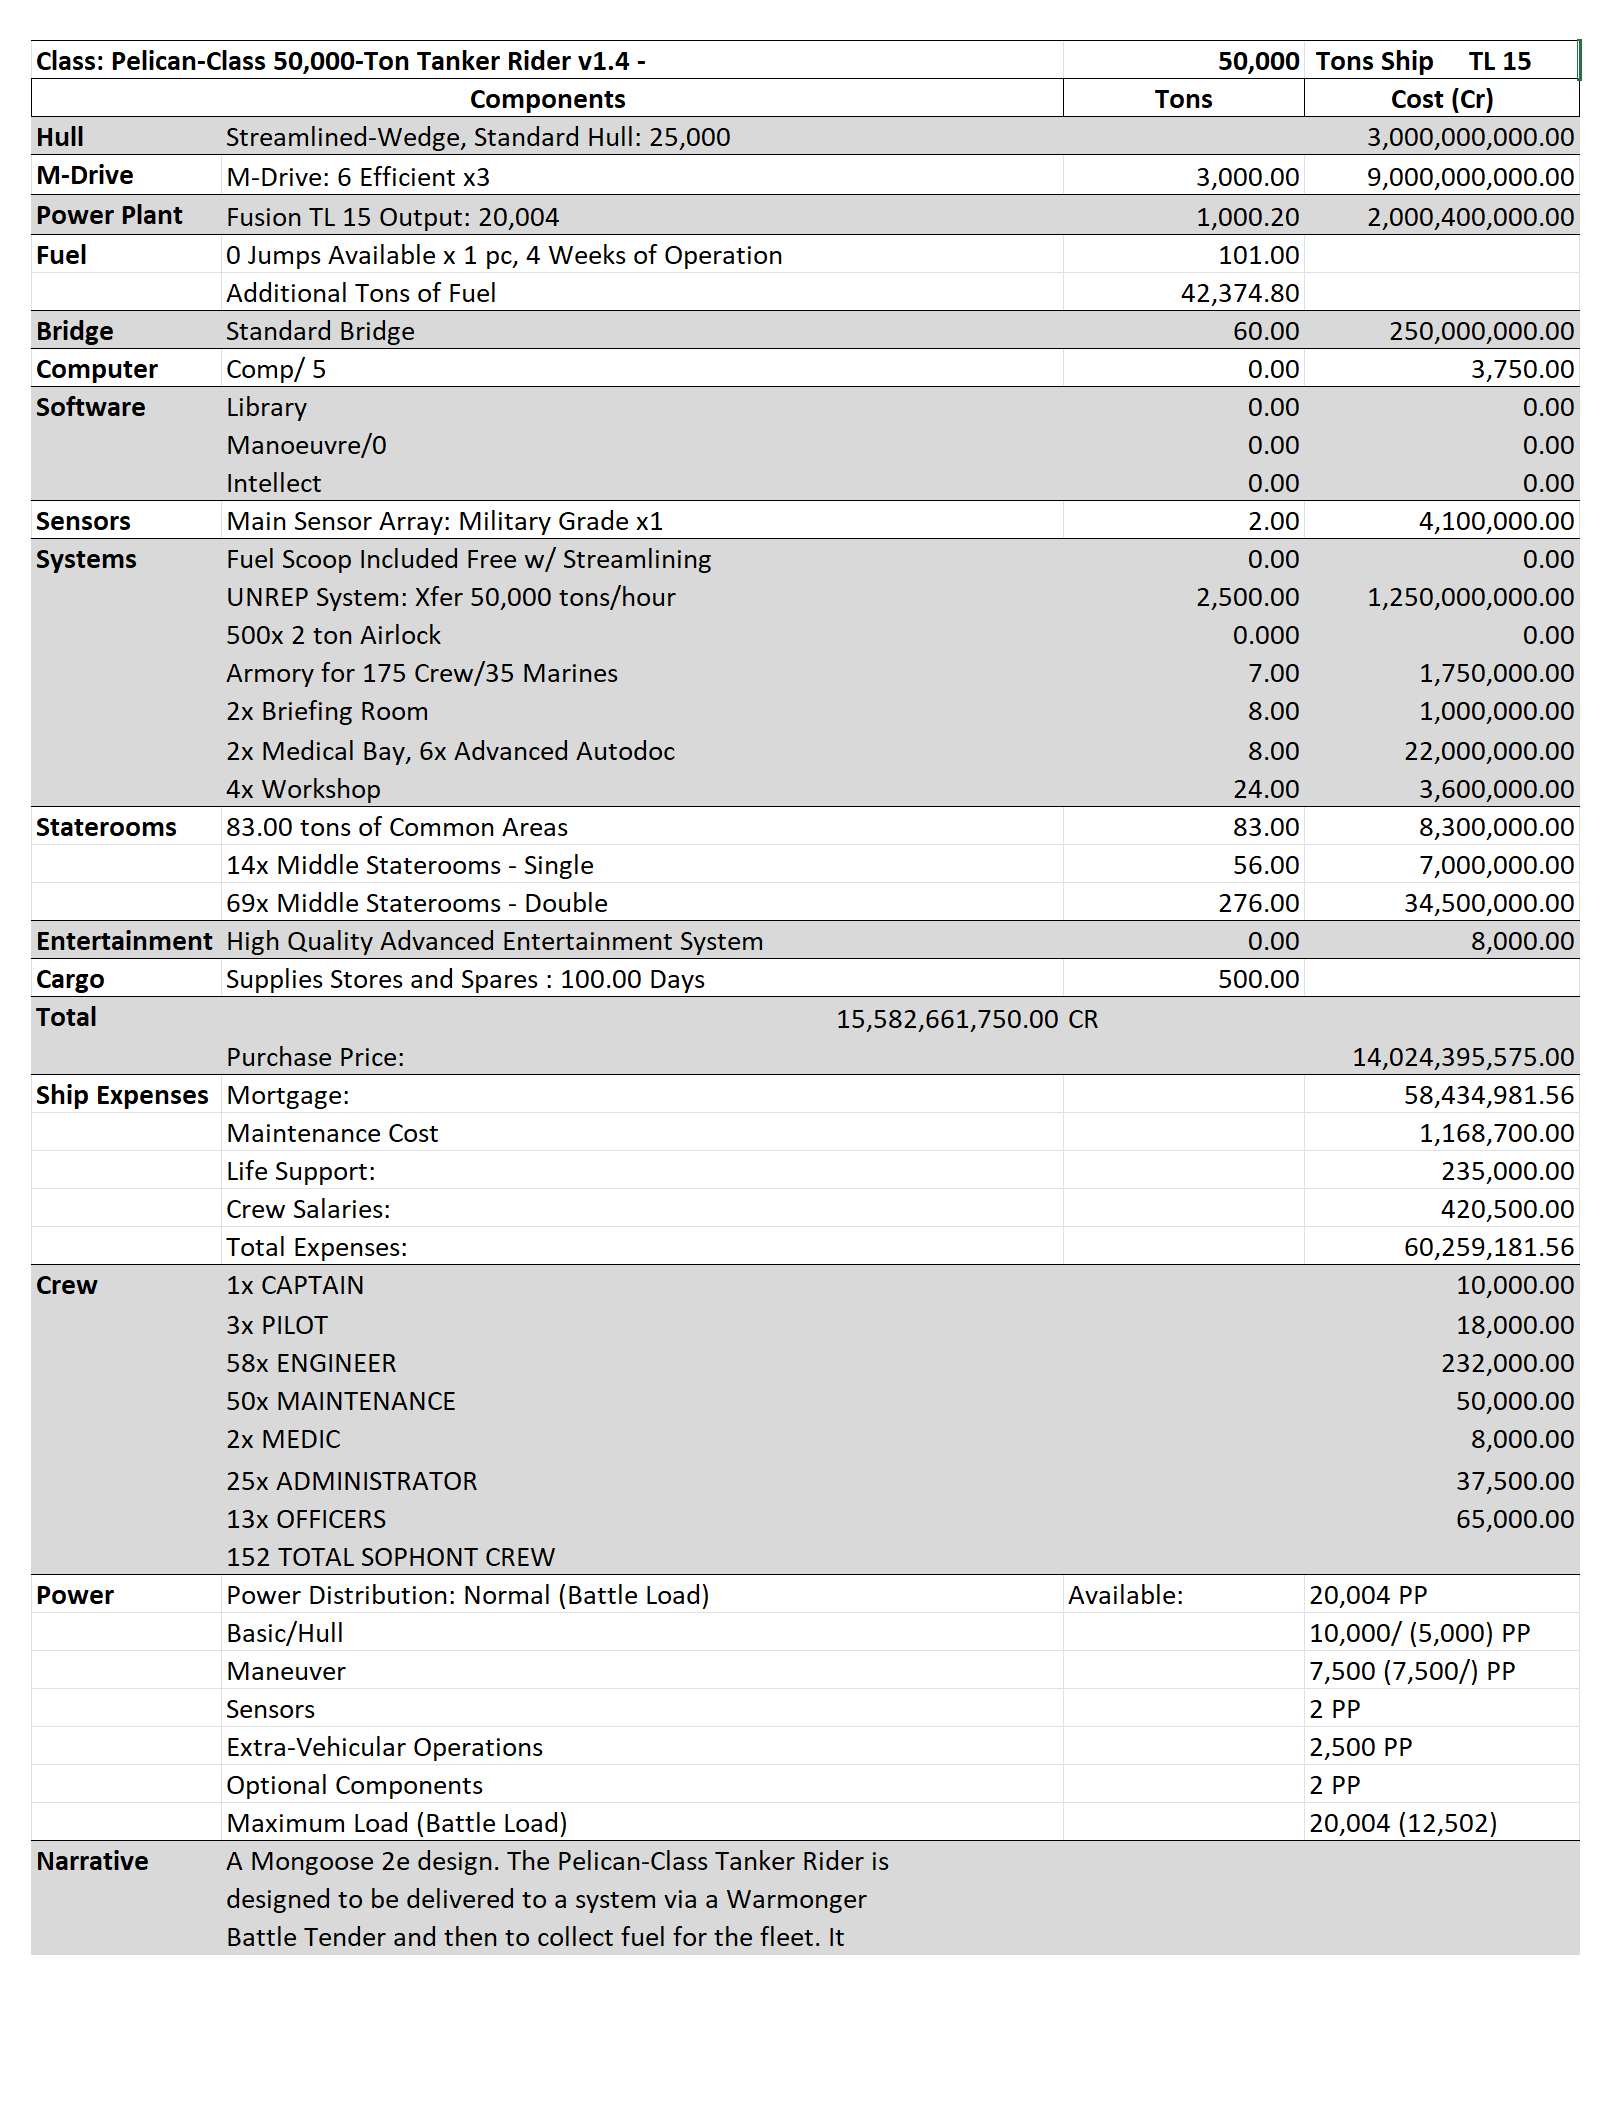 Class: Pelican-Class 50,000-Ton Tanker Rider v1.4 - 50,000 Tons Ship TL 15
Components Tons Cost (Cr)
Hull Streamlined-Wedge, Standard Hull: 25,000 3,000,000,000.00
M-Drive M-Drive: 6 Efficient x3 3,000.00 9,000,000,000.00
Power Plant Fusion TL 15 Output: 20,004 1,000.20 2,000,400,000.00
Fuel 0 Jumps Available x 1 pc, 4 Weeks of Operation 101.00
Additional Tons of Fuel 42,374.80
Bridge Standard Bridge 60.00 250,000,000.00
Computer Comp/ 5 0.00 3,750.00
Software Library 0.00 0.00
Manoeuvre/0 0.00 0.00
Intellect 0.00 0.00
Sensors Main Sensor Array: Military Grade x1 2.00 4,100,000.00
Systems Fuel Scoop Included Free w/ Streamlining 0.00 0.00
UNREP System: Xfer 50,000 tons/hour 2,500.00 1,250,000,000.00
500x 2 ton Airlock 0.000 0.00
Armory for 175 Crew/35 Marines 7.00 1,750,000.00
2x Briefing Room 8.00 1,000,000.00
2x Medical Bay, 6x Advanced Autodoc 8.00 22,000,000.00
4x Workshop 24.00 3,600,000.00
Staterooms 83.00 tons of Common Areas 83.00 8,300,000.00
14x Middle Staterooms - Single 56.00 7,000,000.00
69x Middle Staterooms - Double 276.00 34,500,000.00
Entertainment High Quality Advanced Entertainment System 0.00 8,000.00
Cargo Supplies Stores and Spares : 100.00 Days 500.00
Total 15,582,661,750.00 CR
Purchase Price: 14,024,395,575.00
Ship Expenses Mortgage: 58,434,981.56
Maintenance Cost 1,168,700.00
Life Support: 235,000.00
Crew Salaries: 420,500.00
Total Expenses: 60,259,181.56
Crew 1x CAPTAIN 10,000.00
3x PILOT 18,000.00
58x ENGINEER 232,000.00
50x MAINTENANCE 50,000.00
2x MEDIC 8,000.00
25x ADMINISTRATOR 37,500.00
13x OFFICERS 65,000.00
152 TOTAL SOPHONT CREW
Power Power Distribution: Normal (Battle Load) Available: 20,004 PP
Basic/Hull 10,000/ (5,000) PP
Maneuver 7,500 (7,500/) PP
Sensors 2 PP
Extra-Vehicular Operations 2,500 PP
Optional Components 2 PP
Maximum Load (Battle Load) 20,004 (12,502)
Narrative A Mongoose 2e design. The Pelican-Class Tanker Rider is
designed to be delivered to a system via a Warmonger
Battle Tender and then to collect fuel for the fleet. It